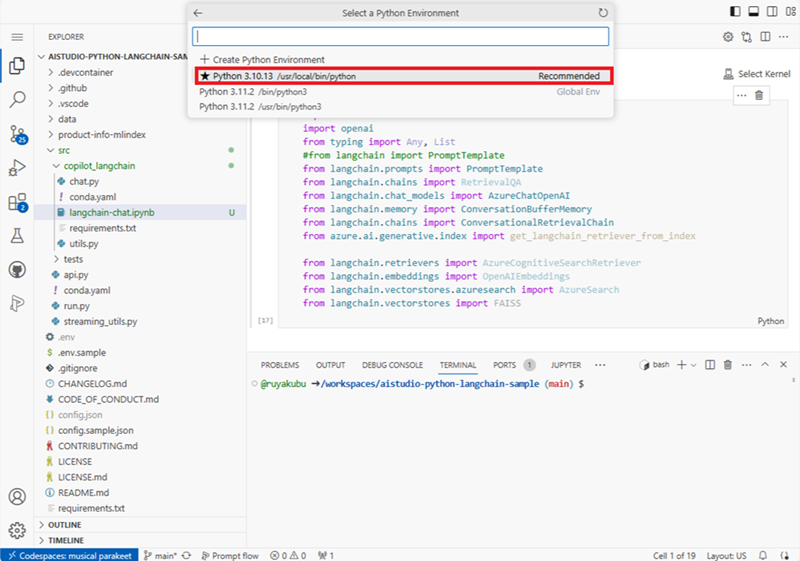 Select a Python Environment
Create Python Environment
Python 3.10.13 /usr/local/bin/python Recommended
Python 3.11.2 /bin/python3 Global Env
Python 3.11.2 /usr/bin/python3
EXPLORER
AISTUDIO-PYTHON-LANGCHAIN-SAM
.devcontainer
.github
.vscode
data
product-info-mlindex
src
copilot_langchain
chat.py
conda.yaml
langchain-chat.ipynb U
requirements.txt
utils.py
tests
api.py
conda.yaml
run.py
streaming_utils.py
.env
.env.sample
.gitignore
CHANGELOG.md
CODE_OF_CONDUCT.md
config.json
config.sample.json
CONTRIBUTING.md
LICENSE
LICENSE.md
README.md
requirements.txt
OUTLINE
TIMELINE
25
2
Select Kernel
import openai
from typing import Any, List
#from langchain import PromptTemplate
from langchain.prompts import PromptTemplate
from langchain.chains import RetrievalQA
from langchain.chat_models import AzureChatOpenAI
from langchain.memory import ConversationBufferMemory
from langchain.chains import ConversationalRetrievalChain
from azure.ai.generative.index import get_langchain_retriever_from_index
from langchain.retrievers import AzureCognitiveSearchRetriever
from langchain.embeddings import OpenAIEmbeddings
from langchain.vectorstores.azuresearch import AzureSearch
from langchain.vectorstores import FAISS
[17]
Python
PROBLEMS OUTPUT DEBUG CONSOLE TERMINAL PORTS 1 JUPYTER bash
@ruyakubu ➜/workspaces/aistudio-python-langchain-sample (main) $
Codespaces: musical parakeet main* Prompt flow 0 0 1 Cell 1 of 19 Layout: US